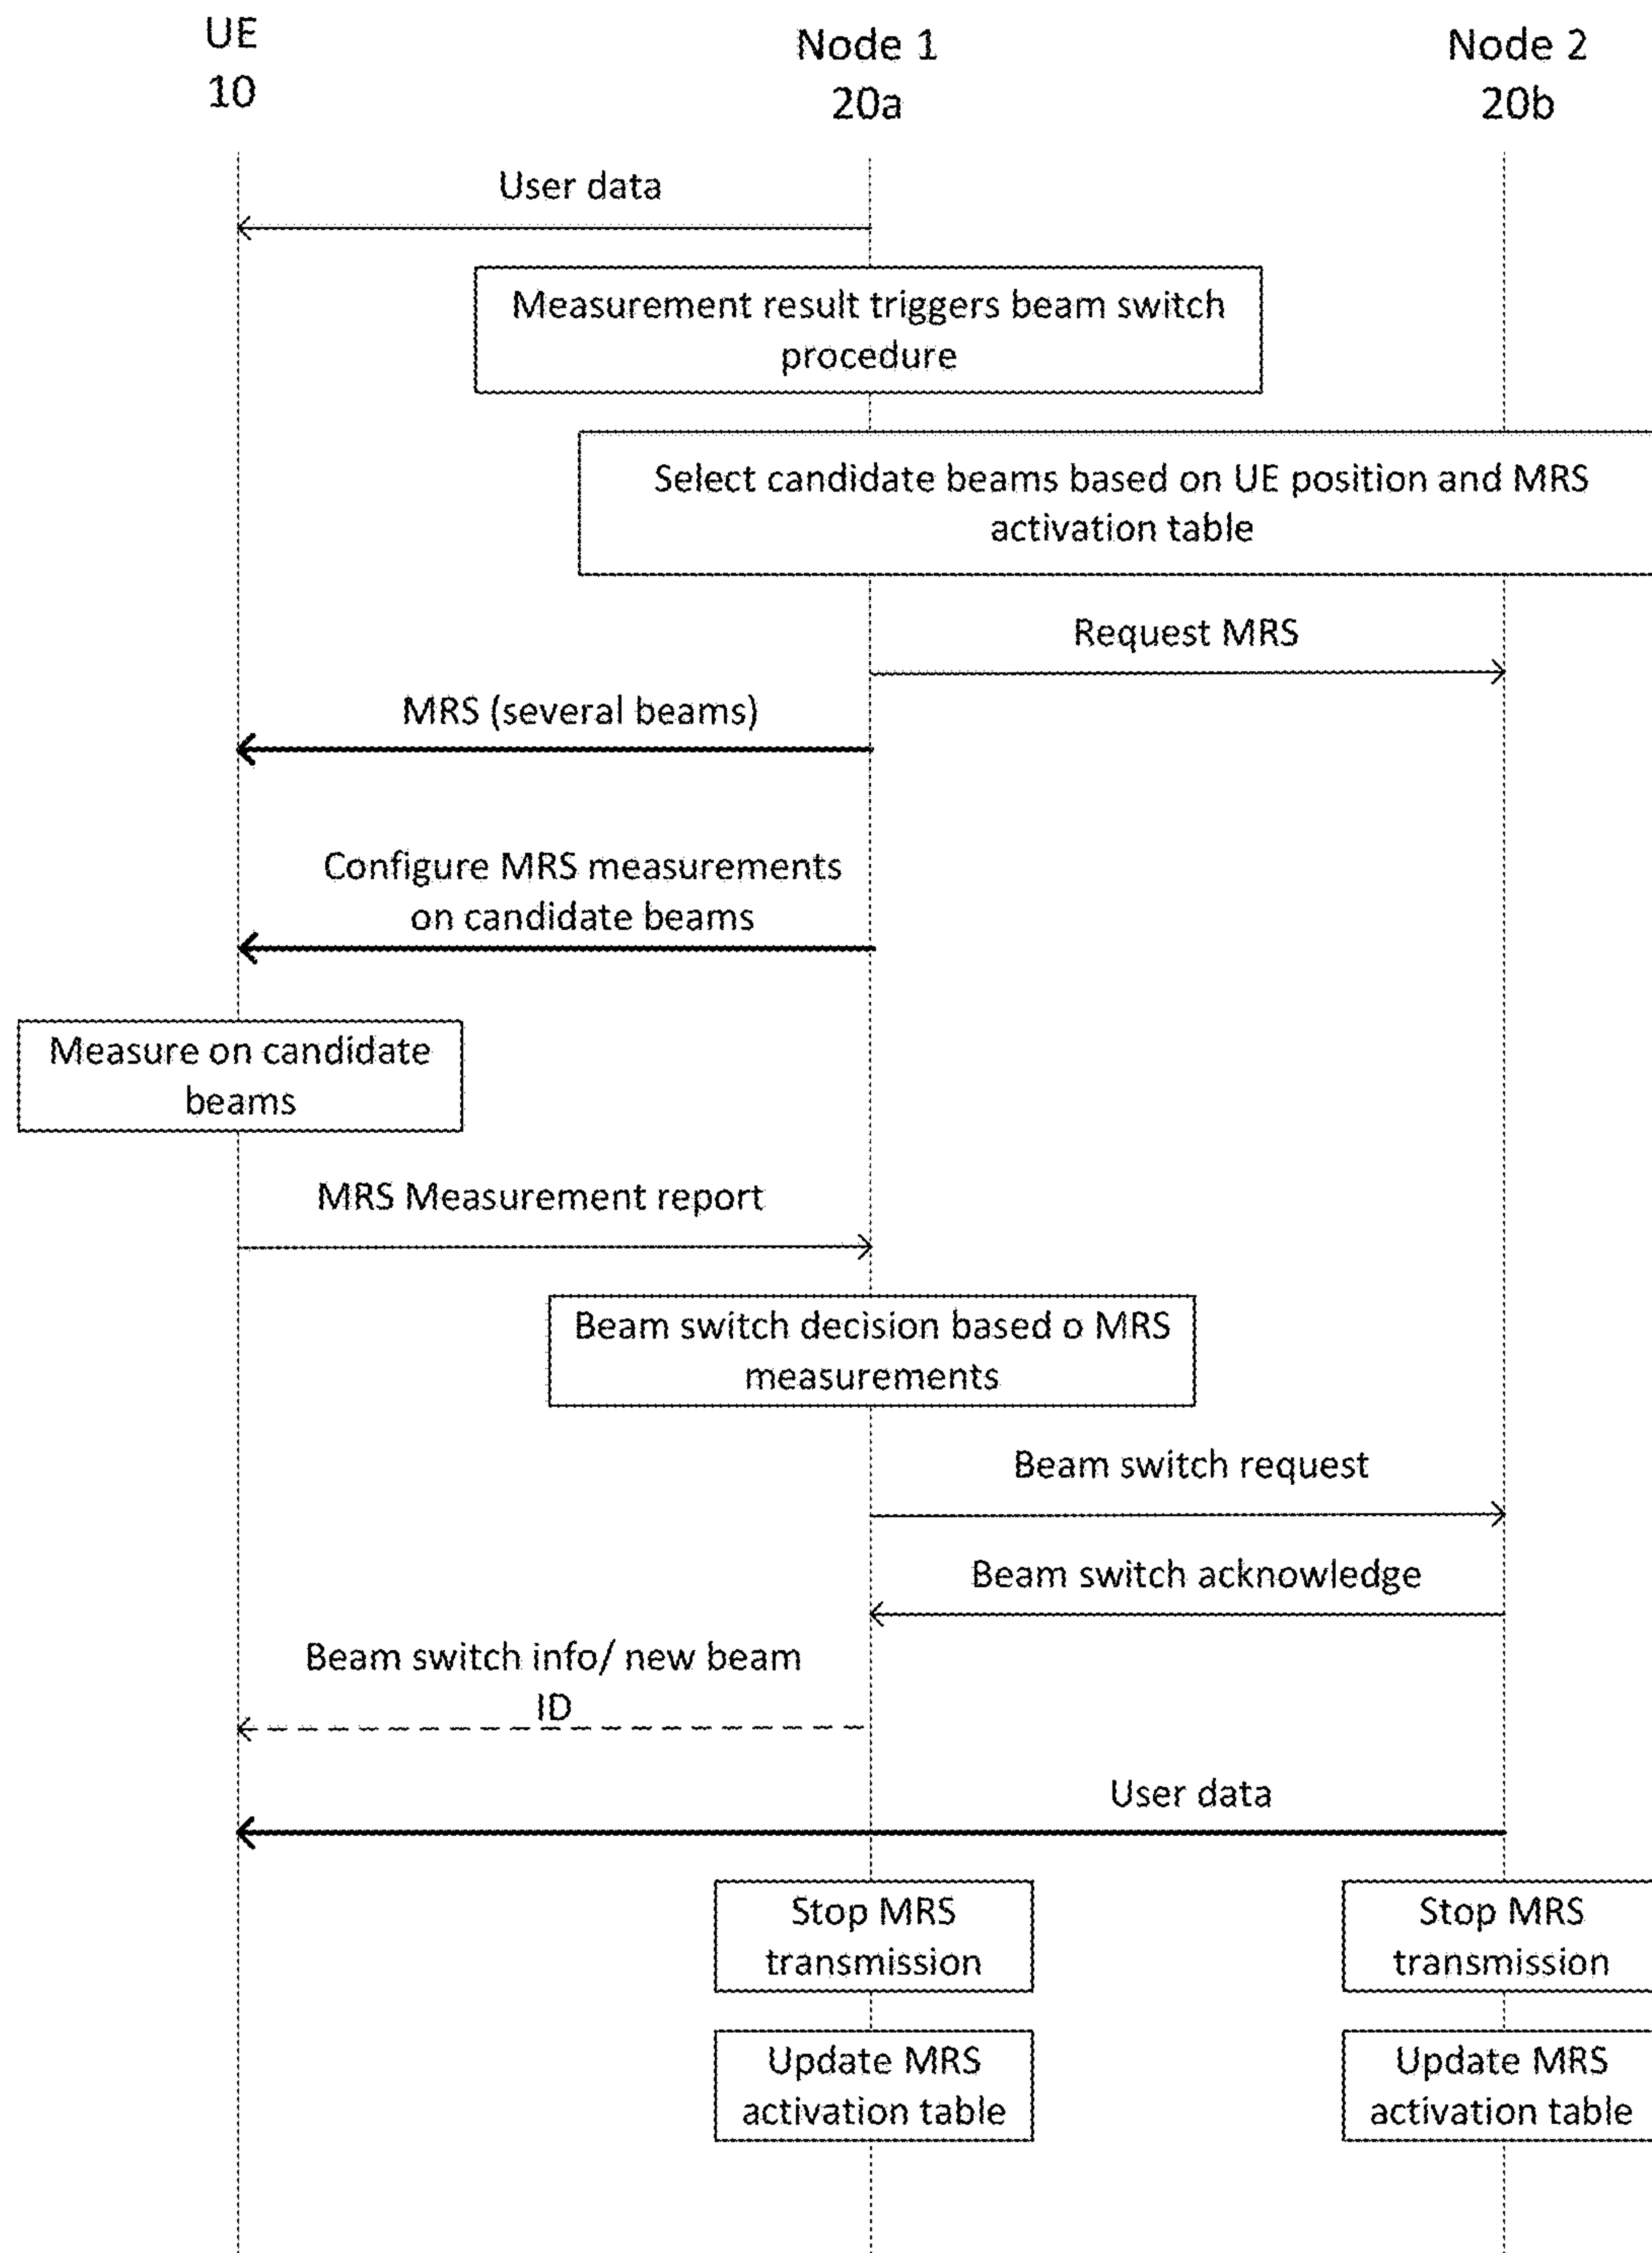 UE
10
Node 1
20a
Node 2
20b
User data
Measurement result triggers beam switch
procedure
Select candidate beams based on UE position and MRS
activation table
Request MRS
MRS (several beams)
Configure MRS measurements
on candidate beams
Measure on candidate
beams
MRS Measurement report
Beam switch decision based o MRS
measurements
Beam switch request
Beam switch acknowledge
Beam switch info/ new beam
ID
User data
Stop MRS
transmission
Stop MRS
transmission
Update MRS
activation table
Update MRS
activation table